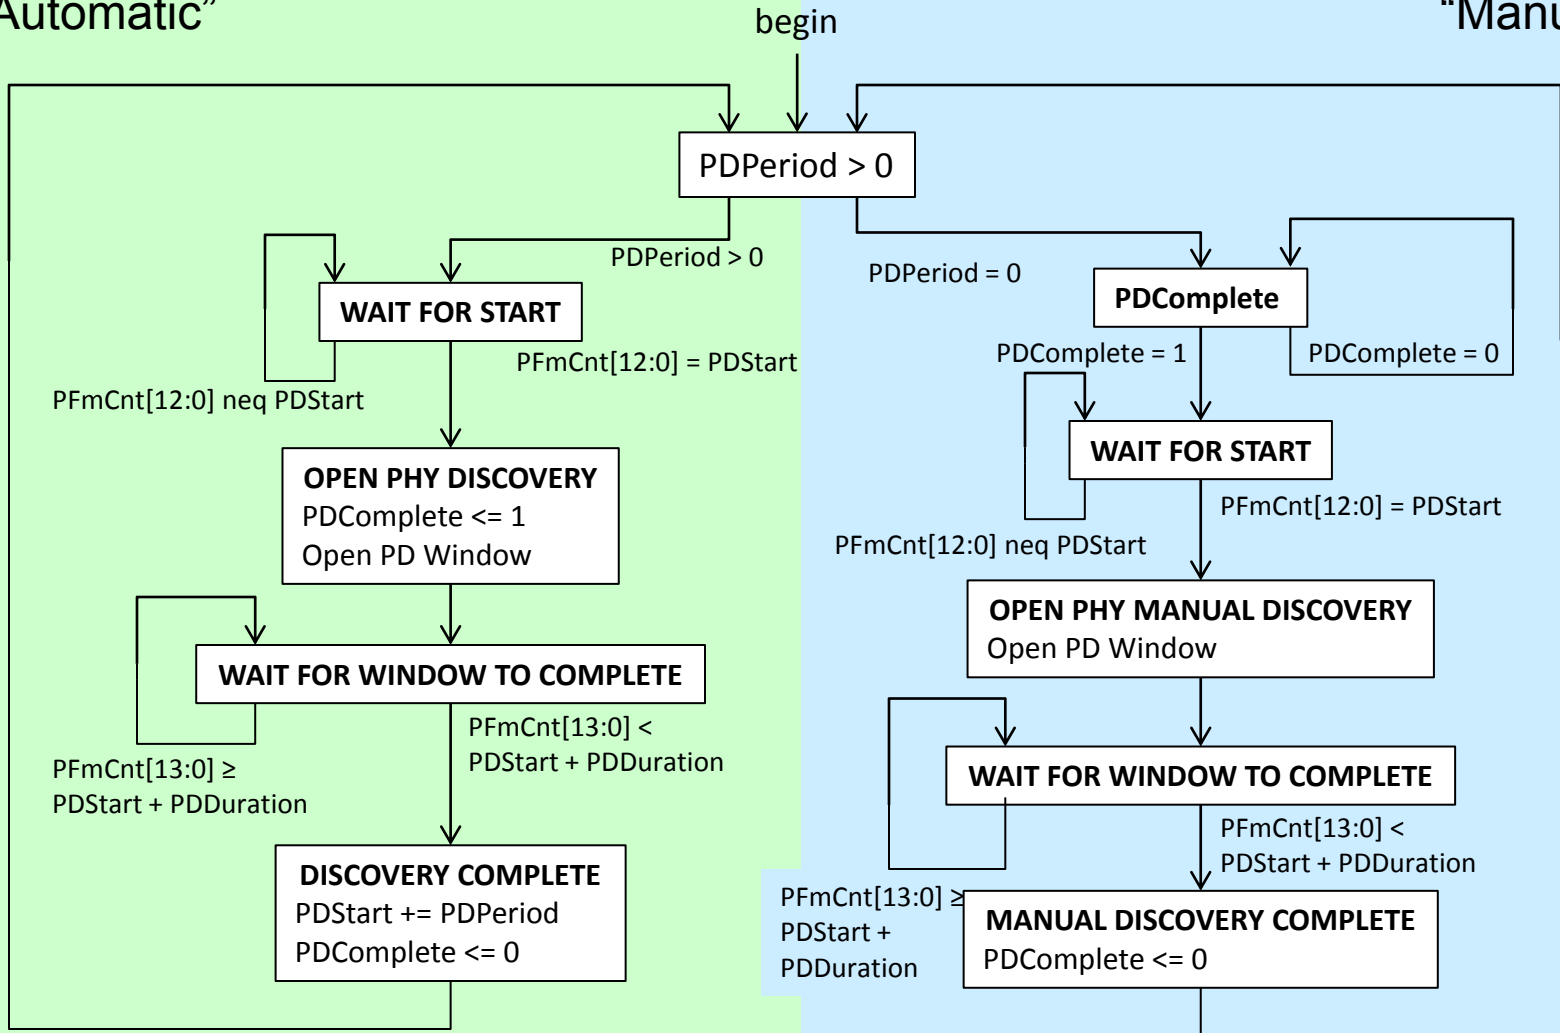 Automatic”
begin
“Manu
PDPeriod > 0
PDPeriod > 0
WAIT FOR START
PFmCnt[12:0] = PDStart
PFmCnt[12:0] neq PDStart
OPEN PHY DISCOVERY
PDComplete <= 1
Open PD Window
WAIT FOR WINDOW TO COMPLETE
PFmCnt[13:0] <
PDStart + PDDuration
PFmCnt[13:0] ≥
PDStart + PDDuration
DISCOVERY COMPLETE
PDStart += PDPeriod
PDComplete <= 0
PDPeriod = 0
PDComplete
PDComplete = 1
PDComplete = 0
WAIT FOR START
PFmCnt[12:0] = PDStart
PFmCnt[12:0] neq PDStart
OPEN PHY MANUAL DISCOVERY
Open PD Window
WAIT FOR WINDOW TO COMPLETE
PFmCnt[13:0] <
PDStart + PDDuration
PFmCnt[13:0] ≥
PDStart +
PDDuration
MANUAL DISCOVERY COMPLETE
PDComplete <= 0